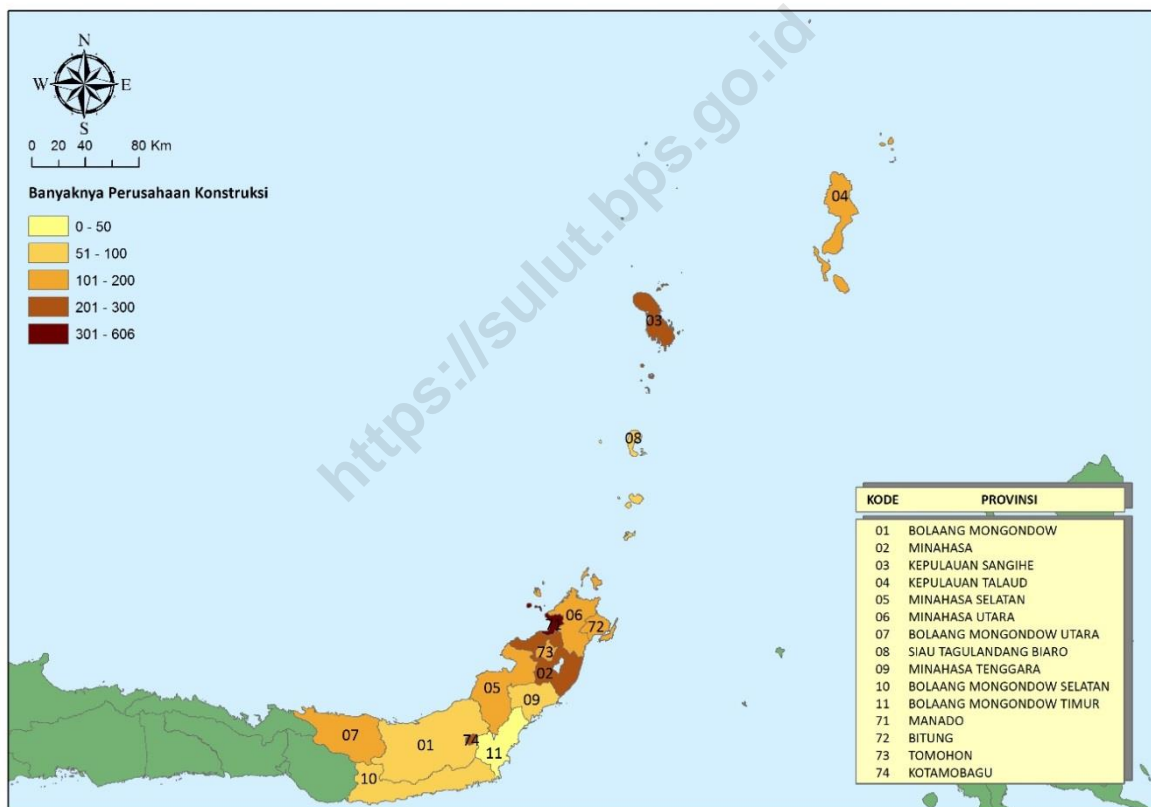 N
W E
S
0 20 40 80 Km
Banyaknya Perusahaan Konstruksi
0 - 50
51 - 100
101 - 200
201 - 300
301 - 606
https://sulut.bps.go.id
04
03
08
06
72
73
02
05
09
07
01
74
11
10
KODE PROVINSI
01 BOLAANG MONGONDOW
02 MINAHASA
03 KEPULAUAN SANGIHE
04 KEPULAUAN TALAUD
05 MINAHASA SELATAN
06 MINAHASA UTARA
07 BOLAANG MONGONDOW UTARA
08 SIAU TAGULANDANG BIARO
09 MINAHASA TENGGARA
10 BOLAANG MONGONDOW SELATAN
11 BOLAANG MONGONDOW TIMUR
71 MANADO
72 BITUNG
73 TOMOHON
74 KOTAMOBAGU